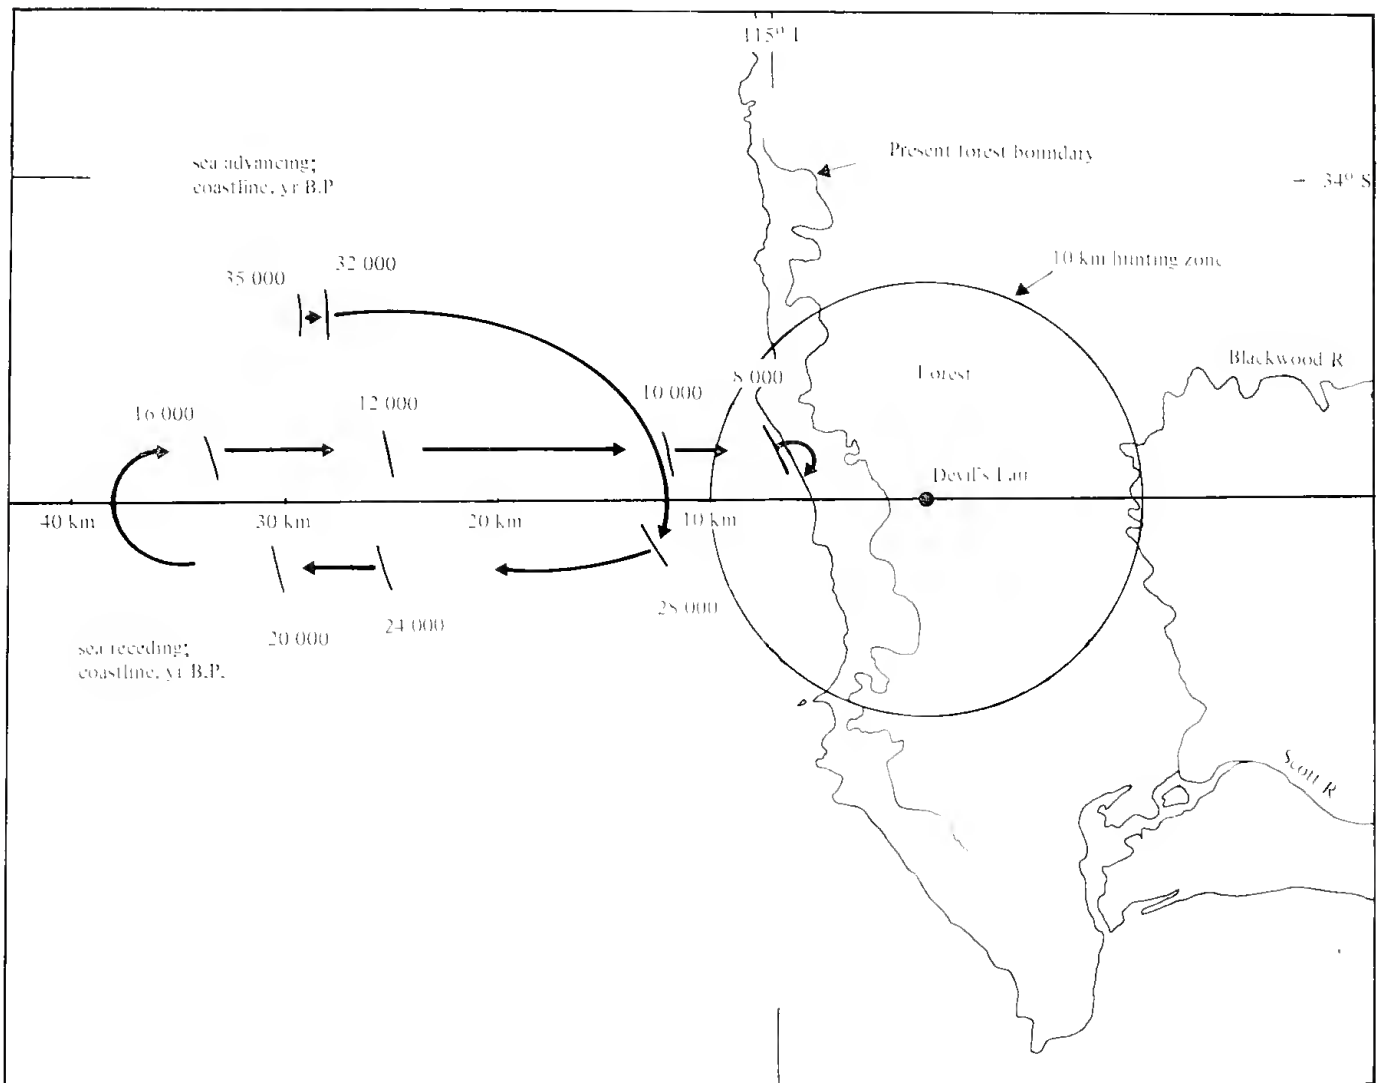 115° E
Present forest boundary
34° S
sea advancing;
coastline, yr B.P
10 km hunting zone
32 000
35 000
Blackwood R
8 000
Forest
10 000
12 000
16 000
Devil's Lair
40 km
30 km
20 km
10 km
28 000
24 000
20 000
sea receding;
coastline, yr B.P.
Scott R